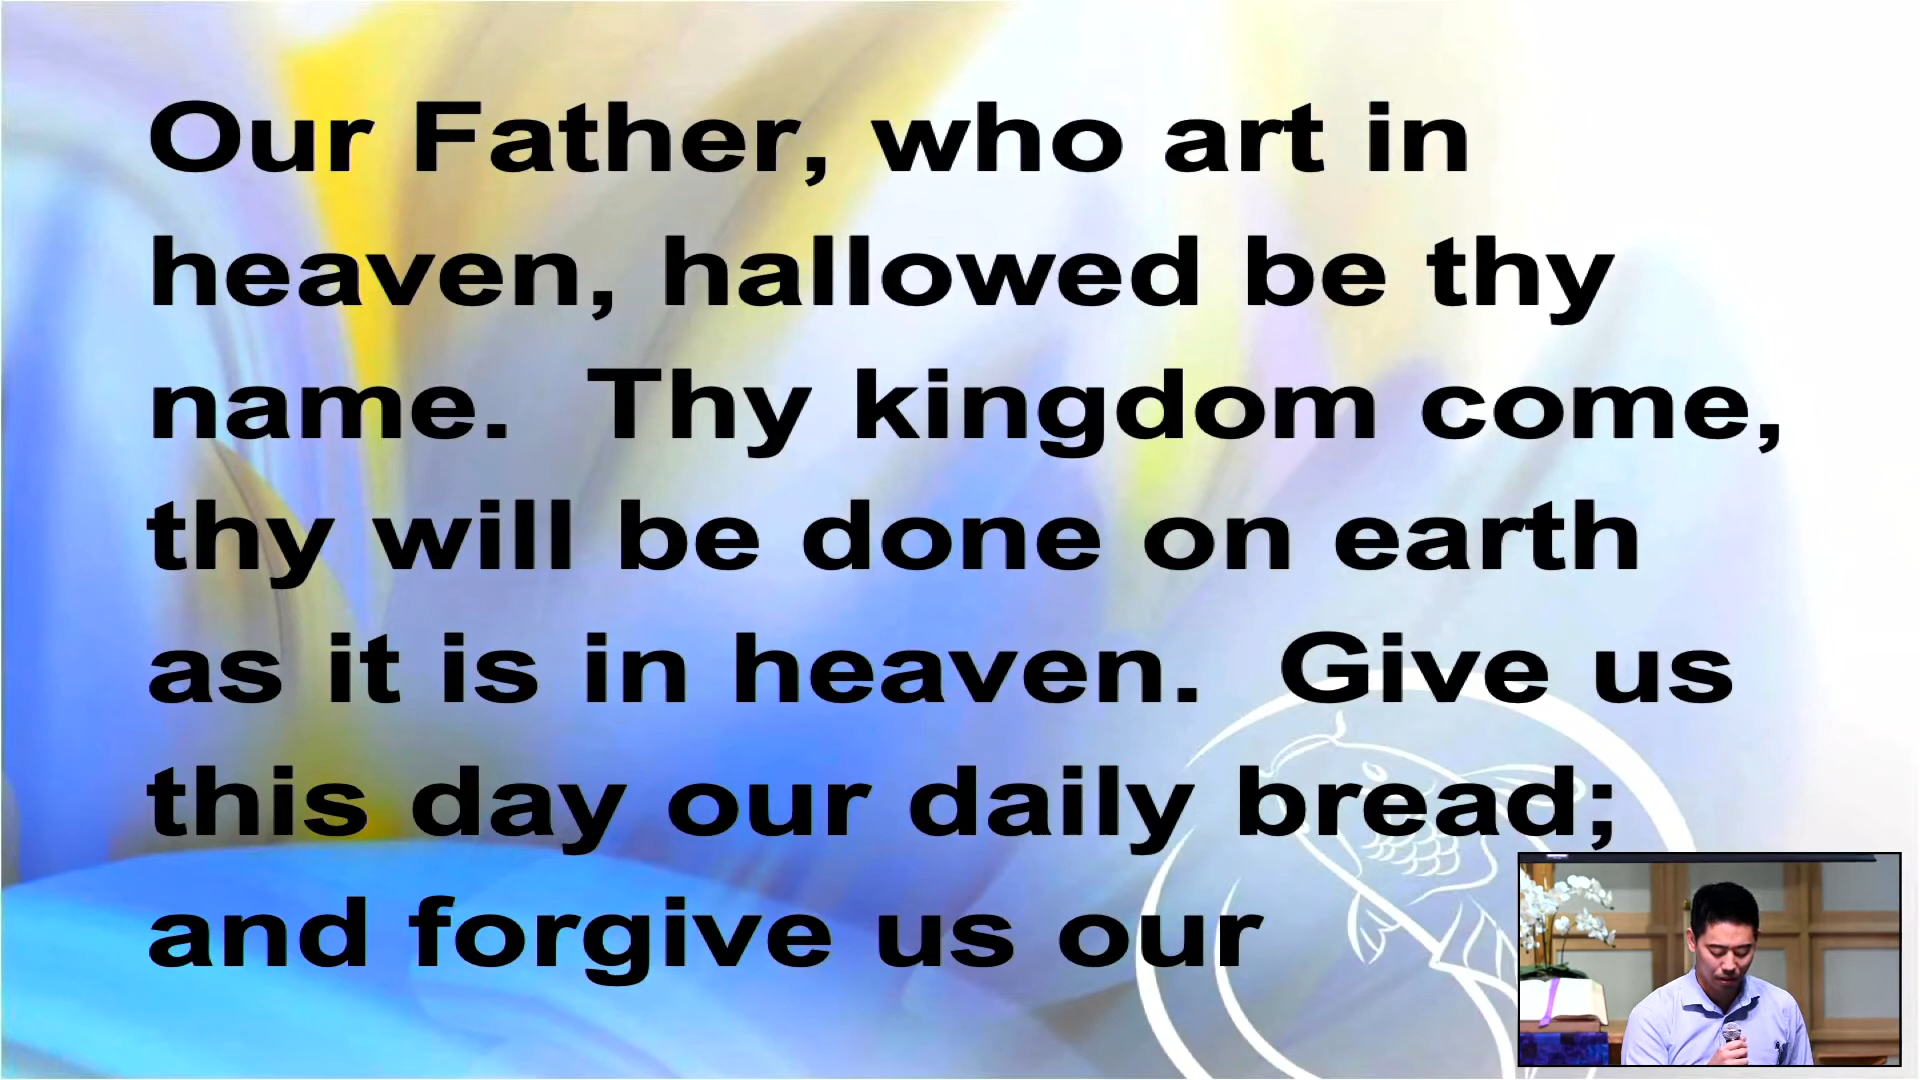 Our Father, who art in
heaven, hallowed be thy
name.  Thy kingdom come,
thy will be done on earth
as it is in heaven.  Give us
this day our daily bread;
and forgive us our